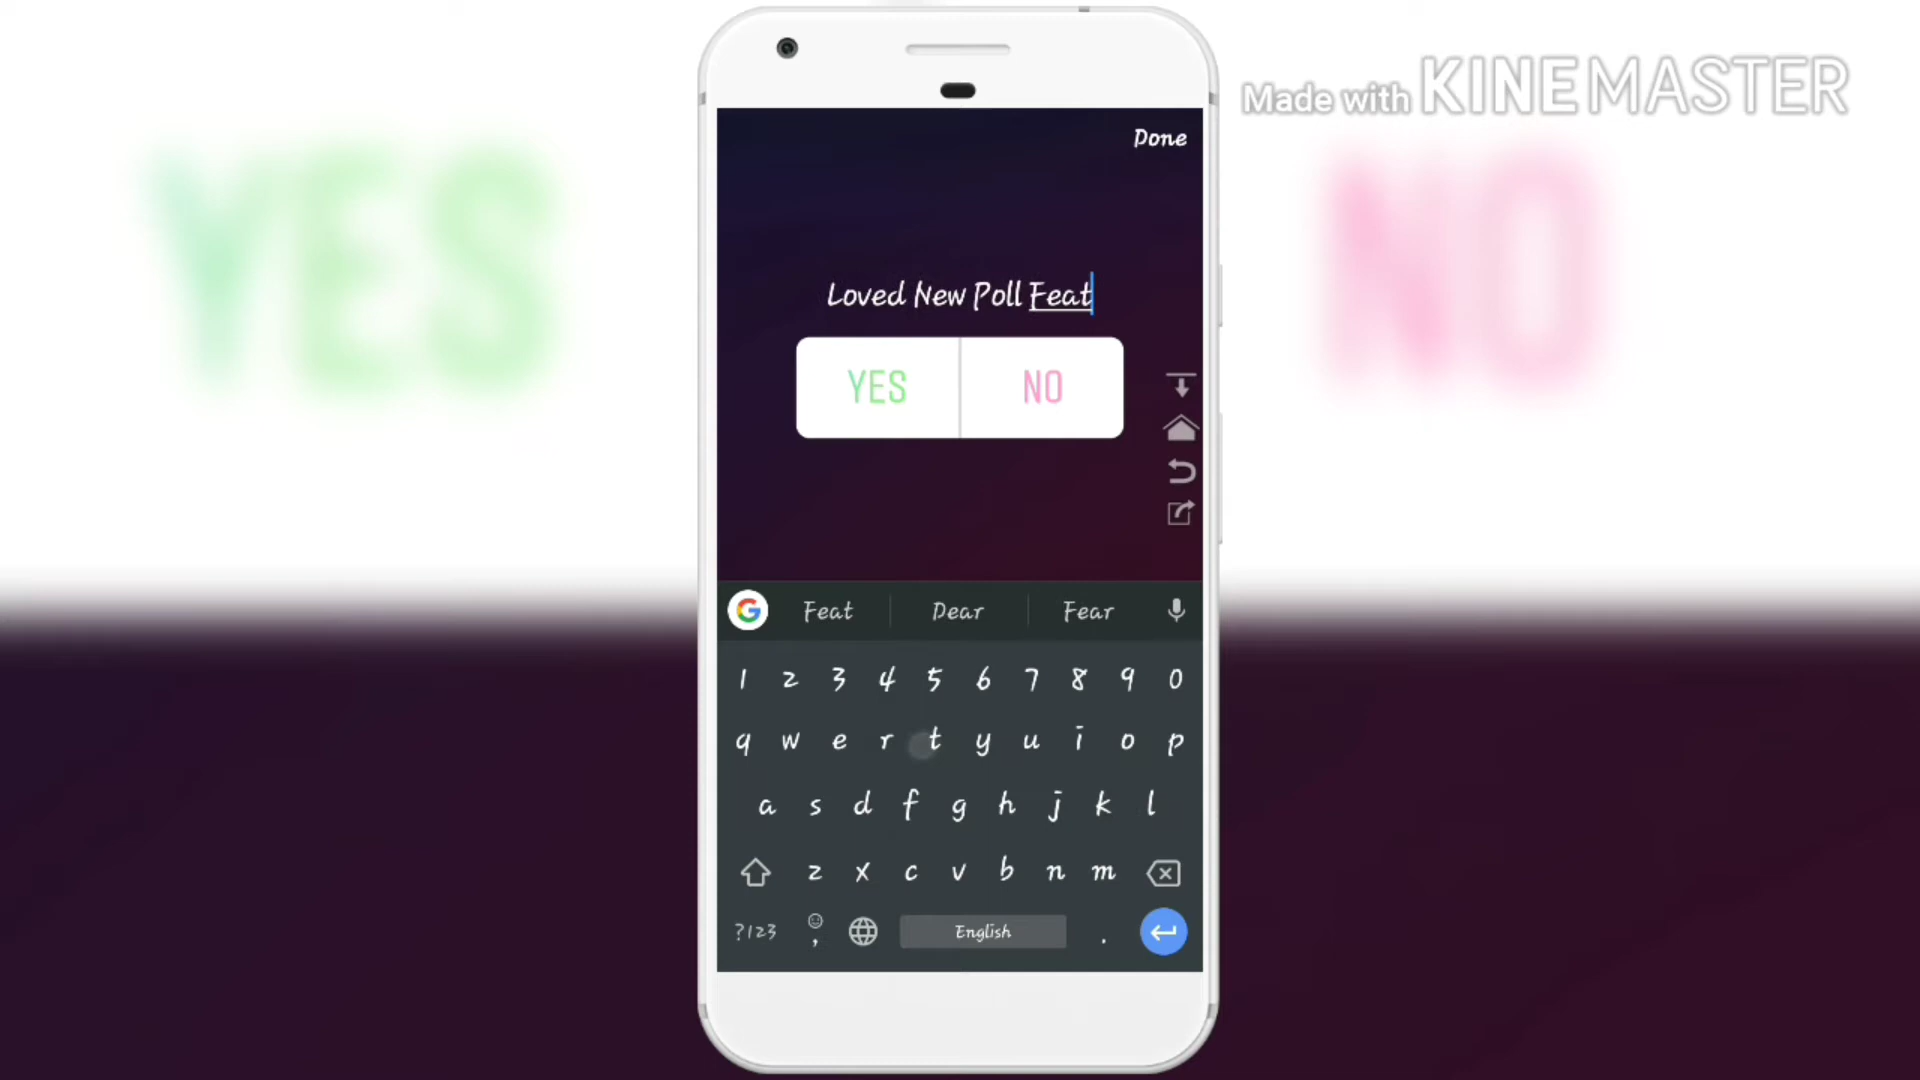 YES
NO
Made with KINEMASTER
Done
Loved New Poll Feat
YES NO
G Feat Dear Fear
1 2 3 4 5 6 7 8 9 0
q w e r t y u i o p
a s d f g h j k l
z x c v b n m
?123 , English .